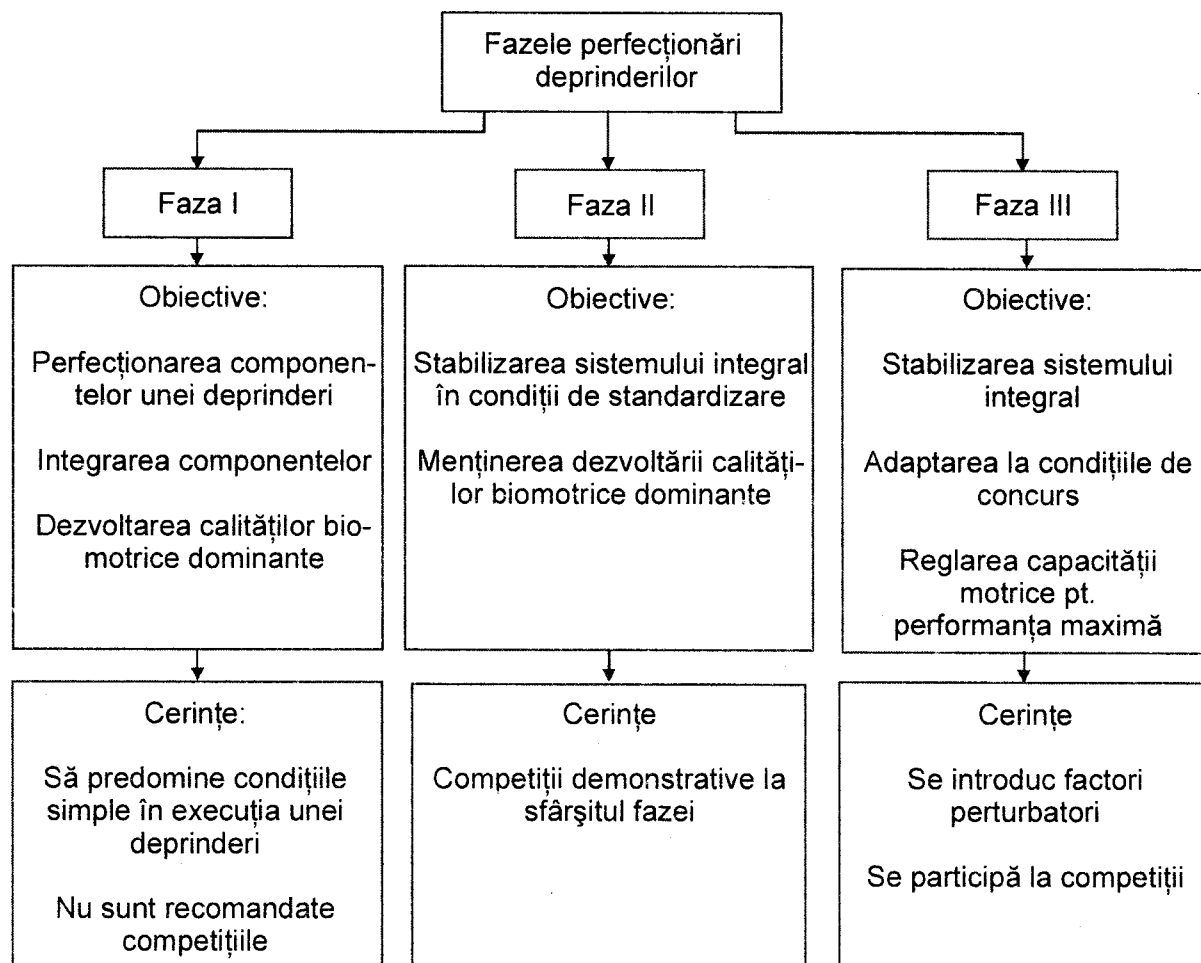 Fazele perfecționări
deprinderilor
Faza I
Faza II
Faza III
Obiective:
Perfecționarea componen-
telor unei deprinderi
Integrarea componentelor
Dezvoltarea calităților bio-
motrice dominante
Obiective:
Stabilizarea sistemului integral
în condiții de standardizare
Menținerea dezvoltării calităț-
ilor biomotrice dominante
Obiective:
Stabilizarea sistemului
integral
Adaptarea la condițiile de
concurs
Reglarea capacității
motrice pt.
performanța maximă
Cerințe:
Să predomine condițiile
simple în execuția unei
deprinderi
Nu sunt recomandate
competițiile
Cerințe
Competiții demonstrative la
sfârşitul fazei
Cerințe
Se introduc factori
perturbatori
Se participă la competiții